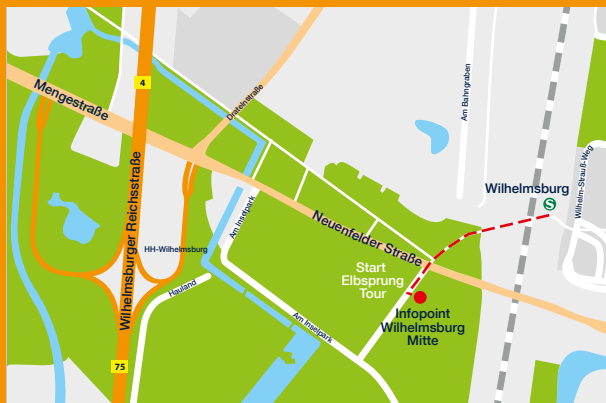 Mengestraße
4
Dratelnstraße
Am Bahngraben
Wilhelm-Strauß-Weg
Wilhelmsburg
S
Wilhelmsburger Reichsstraße
Am Inselpark
Neuenfelder Straße
HH-Wilhelmsburg
Start
Elbsprung
Tour
Hauland
Infopoint
Wilhelmsburg
Mitte
Am Inselpark
75